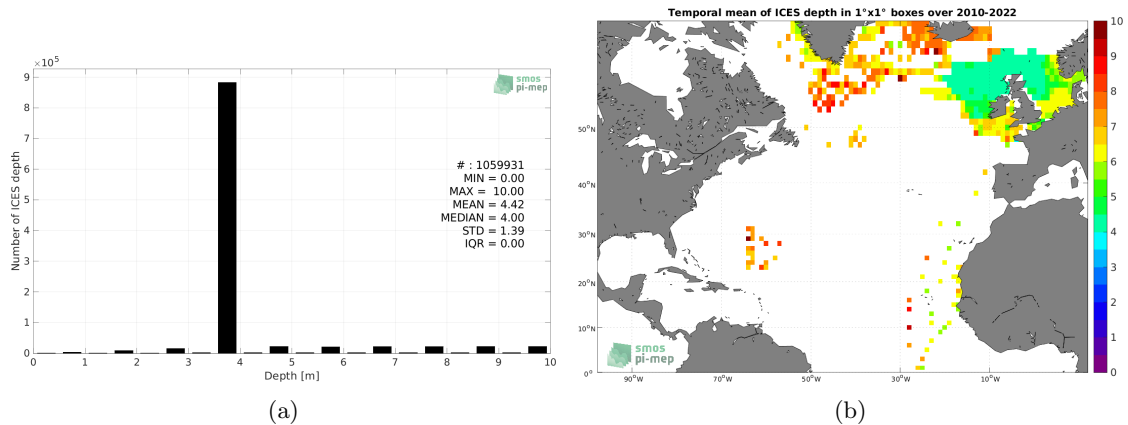 ×10⁵
9
8
7
6
5
4
3
2
1
0
Number of ICES depth
smos
pi-mep
# : 1059931
MIN = 0.00
MAX = 10.00
MEAN = 4.42
MEDIAN = 4.00
STD = 1.39
IQR = 0.00
0 1 2 3 4 5 6 7 8 9 10
Depth [m]
(a)
Temporal mean of ICES depth in 1°x1° boxes over 2010-2022
50°N
40°N
30°N
20°N
10°N
0°
90°W 70°W 50°W 30°W 10°W
smos
pi-mep
10
9
8
7
6
5
4
3
2
1
0
(b)